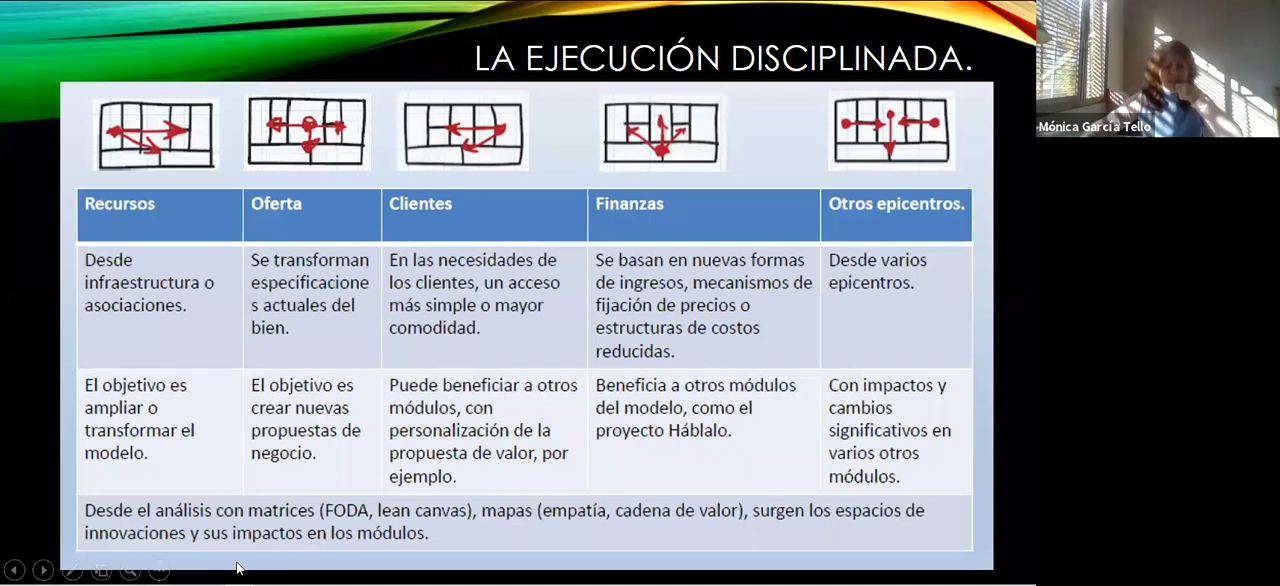 LA EJECUCIÓN DISCIPLINADA.
Mónica García Tello
Recursos
Oferta
Clientes
Finanzas
Otros epicentros.
Desde
infraestructura o
asociaciones.
Se transforman
especificacione
s actuales del
bien.
En las necesidades de
los clientes, un acceso
más simple o mayor
comodidad.
Se basan en nuevas formas
de ingresos, mecanismos de
fijación de precios o
estructuras de costos
reducidas.
Desde varios
epicentros.
El objetivo es
ampliar o
transformar el
modelo.
El objetivo es
crear nuevas
propuestas de
negocio.
Puede beneficiar a otros
módulos, con
personalización de la
propuesta de valor, por
ejemplo.
Beneficia a otros módulos
del modelo, como el
proyecto Háblalo.
Con impactos y
cambios
significativos en
varios otros
módulos.
Desde el análisis con matrices (FODA, lean canvas), mapas (empatía, cadena de valor), surgen los espacios de
innovaciones y sus impactos en los módulos.